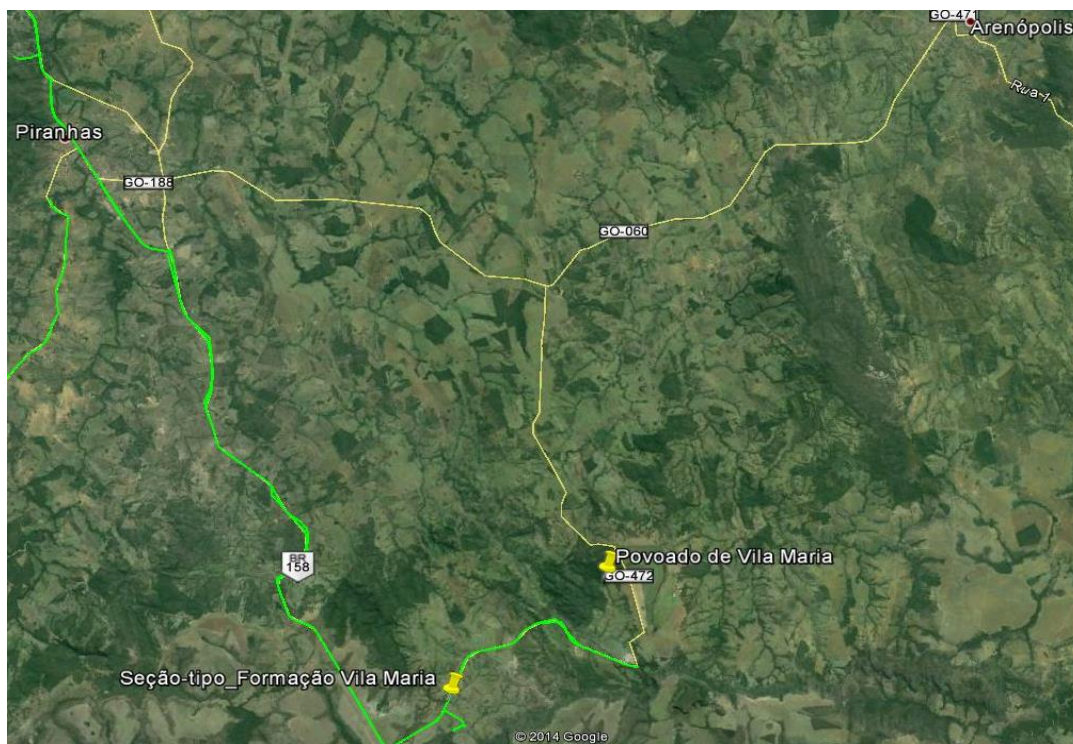 GO-471
Arenópolis
Rua 1
Piranhas
GO-188
GO-060
BR
158
Povoado de Vila Maria
GO-472
Seção-tipo_Formação Vila Maria
© 2014 Google